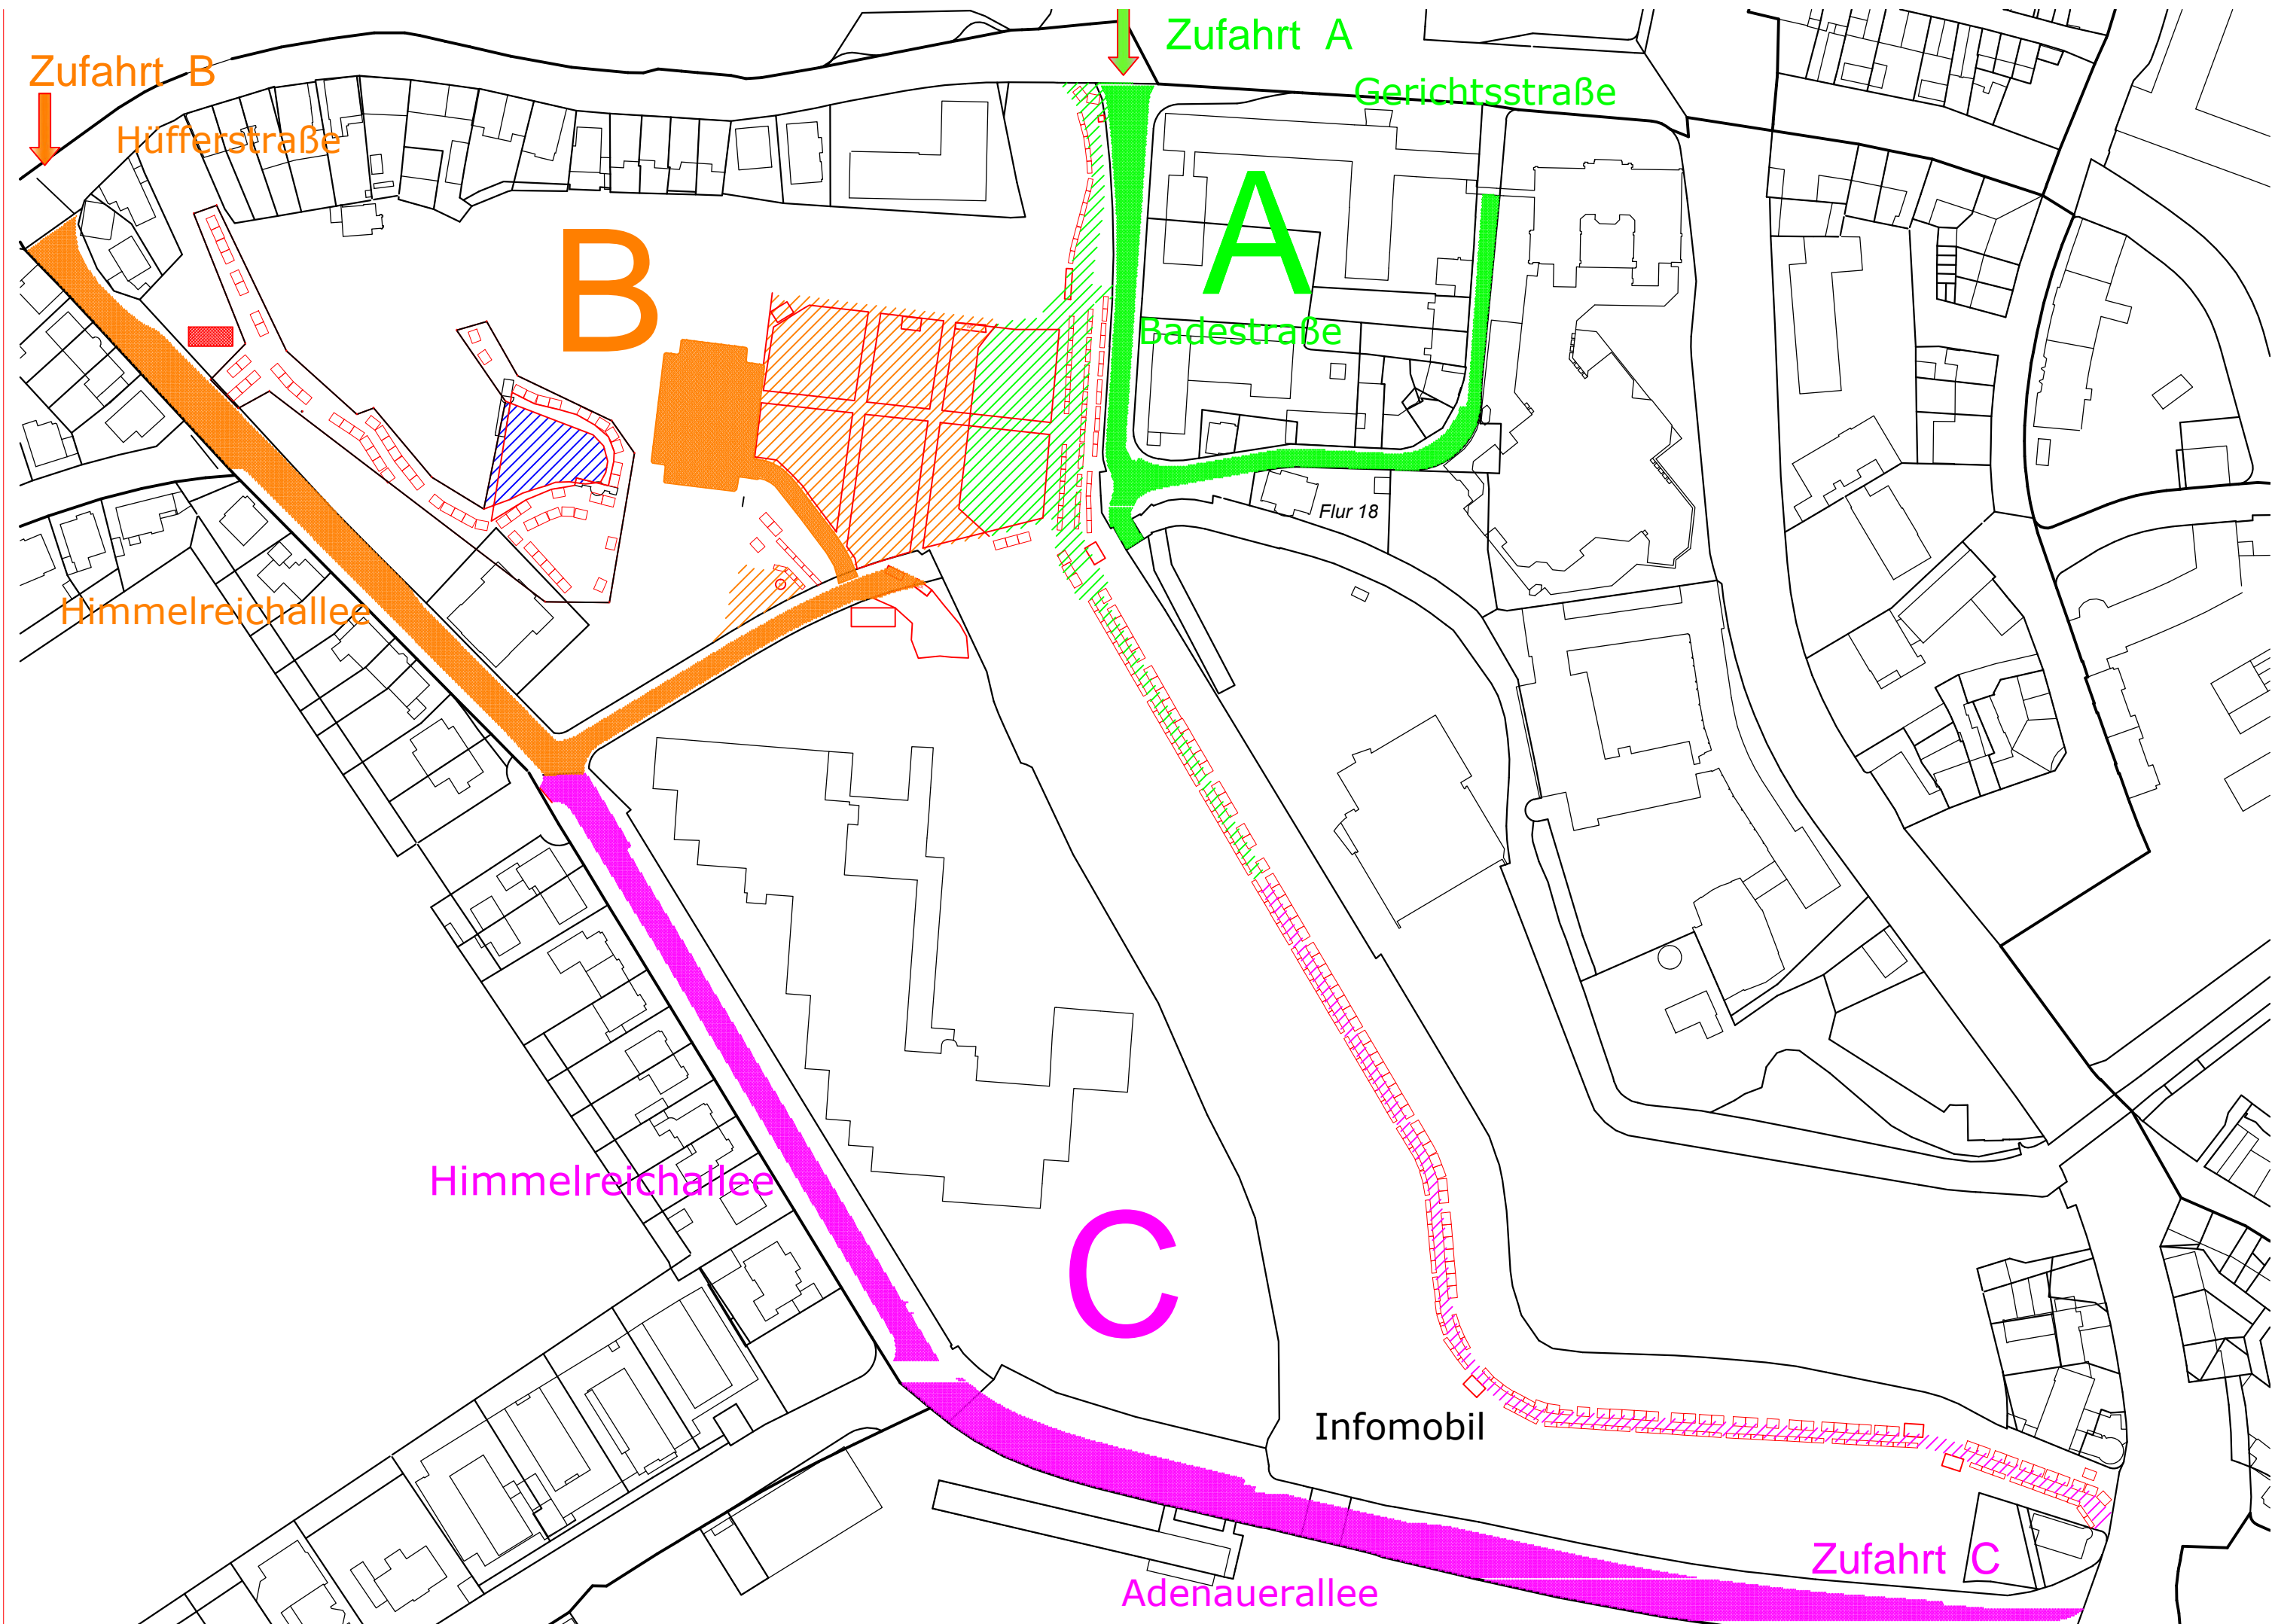 Zufahrt A
Zufahrt B
Gerichtsstraße
Hüfferstraße
A
B
Badestraße
Flur 18
Himmelreichallee
Himmelreichallee
C
Infomobil
Zufahrt C
Adenauerallee